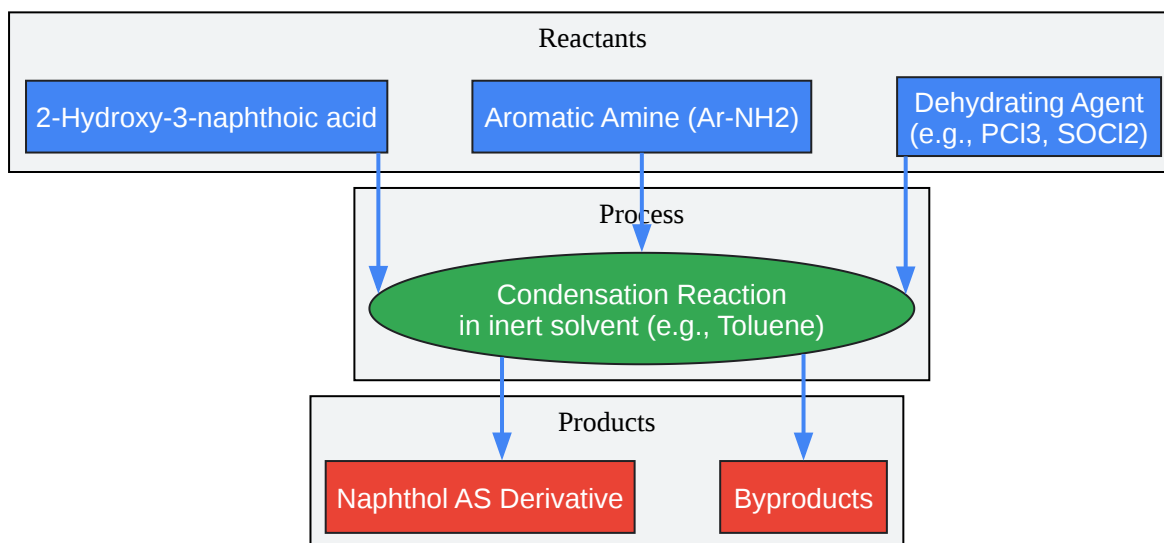 Reactants
2-Hydroxy-3-naphthoic acid
Aromatic Amine (Ar-NH2)
Dehydrating Agent
(e.g., PCl3, SOCl2)
Process
Condensation Reaction
in inert solvent (e.g., Toluene)
Products
Naphthol AS Derivative
Byproducts